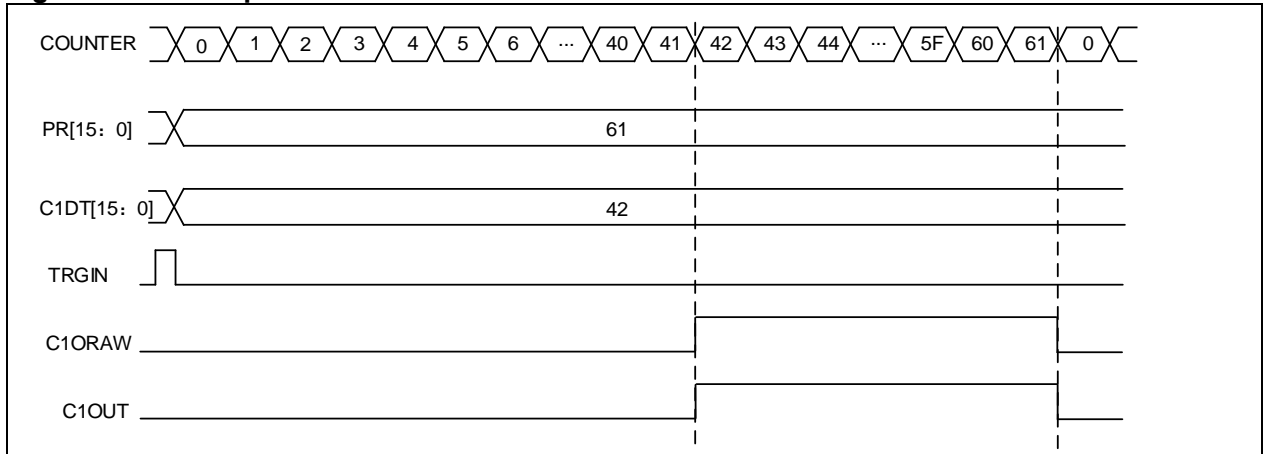 COUNTER 0 1 2 3 4 5 6 ... 40 41 42 43 44 ... 5F 60 61 0
PR[15：0] 61
C1DT[15：0] 42
TRGIN
C1ORAW
C1OUT